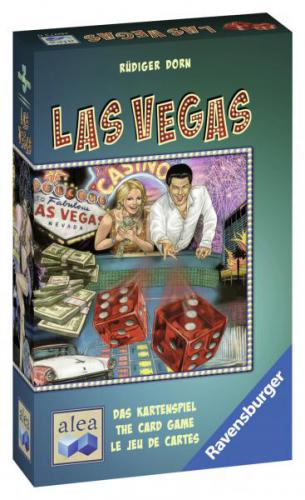 RÜDIGER DORN
LAS VEGAS
CASINO
WELCOME
TO Fabulous
LAS VEGAS
NEVADA
alea
DAS KARTENSPIEL
THE CARD GAME
LE JEU DE CARTES
Ravensburger